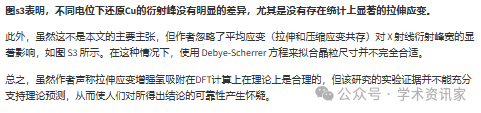 图s3表明，不同电位下还原Cu的衍射峰没有明显的差异，尤其是没有存在统计上显著的拉伸应变。
此外，虽然这不是本文的主要主张，但作者忽略了平均应变（拉伸和压缩应变共存）对 X 射线衍射峰宽的显
著影响，如图 S3 所示。在这种情况下，使用 Debye-Scherrer 方程来拟合晶粒尺寸并不完全合适。
总之，虽然作者声称拉伸应变增强氢吸附在DFT计算上在理论上是合理的，但该研究的实验证据并不能充分
支持理论预测，从而使人们对所得出结论的可靠性产生怀疑。
公众号 · 学术资讯家